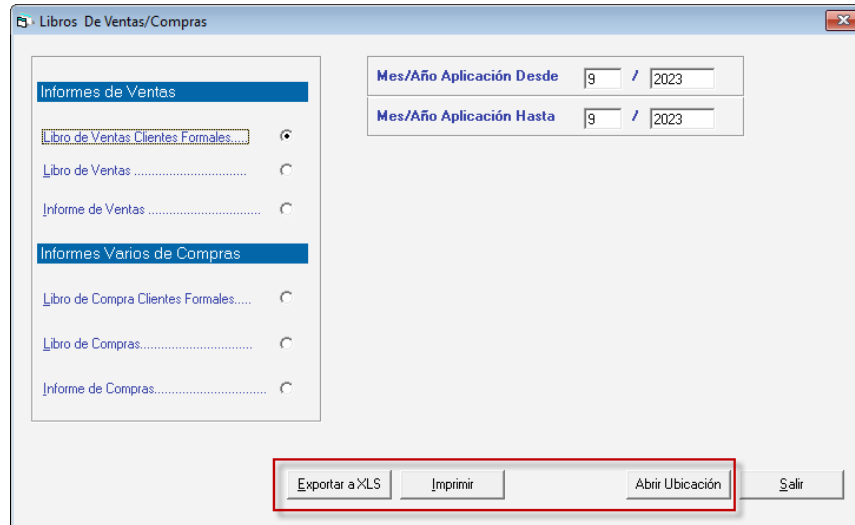 Libros De Ventas/Compras
Informes de Ventas
Libro de Ventas Clientes Formales.....
Libro de Ventas ................................
Informe de Ventas ................................
Informes Varios de Compras
Libro de Compra Clientes Formales.....
Libro de Compras................................
Informe de Compras................................
Mes/Año Aplicación Desde 9 / 2023
Mes/Año Aplicación Hasta 9 / 2023
Exportar a XLS Imprimir Abrir Ubicación Salir